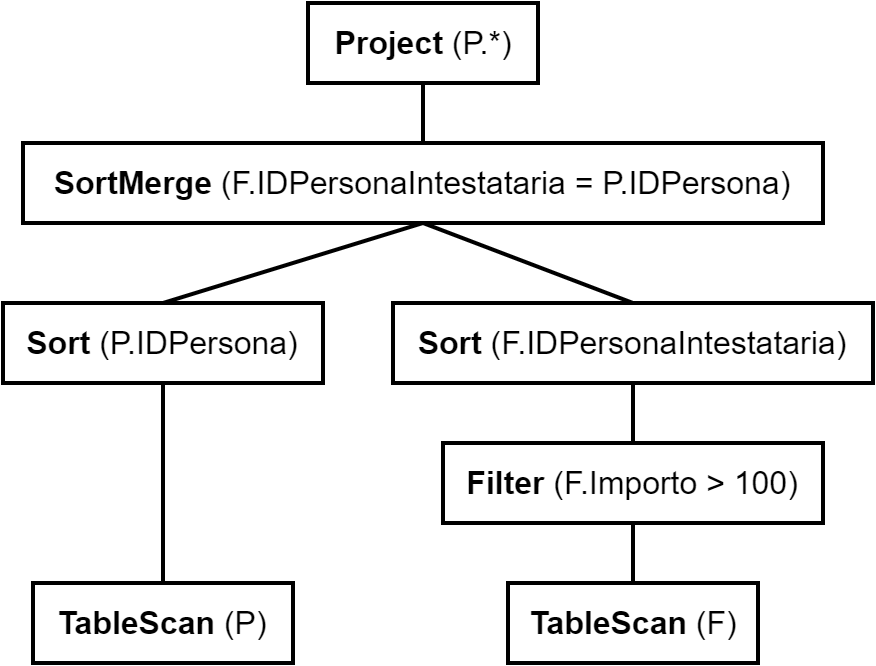 Project (P.*)
SortMerge (F.IDPersonaIntestataria = P.IDPersona)
Sort (P.IDPersona)
Sort (F.IDPersonaIntestataria)
Filter (F.Importo > 100)
TableScan (P)
TableScan (F)